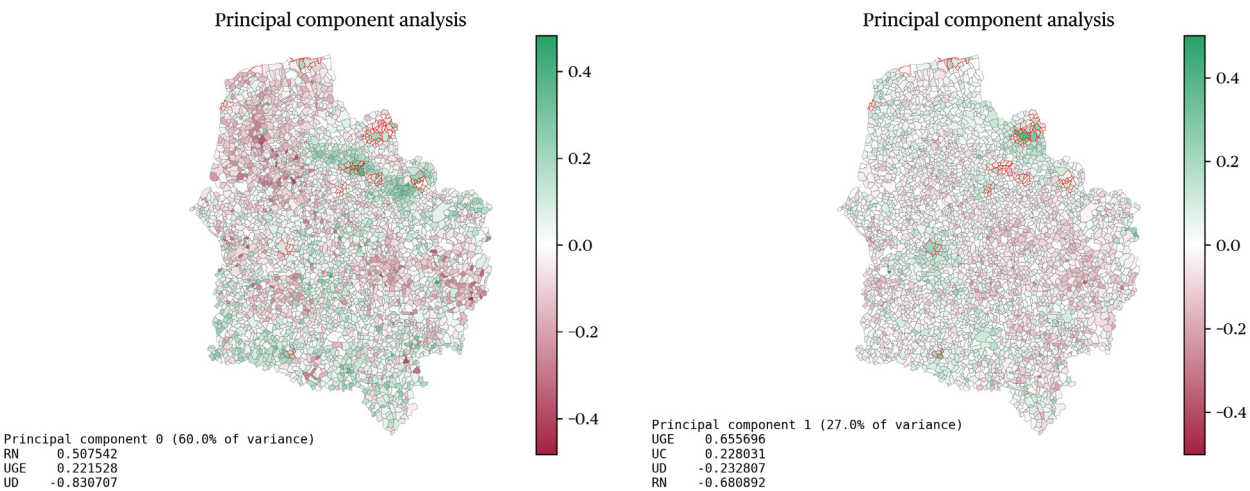 Principal component analysis
0.4
0.2
0.0
−0.2
−0.4
Principal component 0 (60.0% of variance)
RN 0.507542
UGE 0.221528
UD -0.830707
Principal component analysis
0.4
0.2
0.0
−0.2
−0.4
Principal component 1 (27.0% of variance)
UGE 0.655696
UC 0.228031
UD -0.232807
RN -0.680892